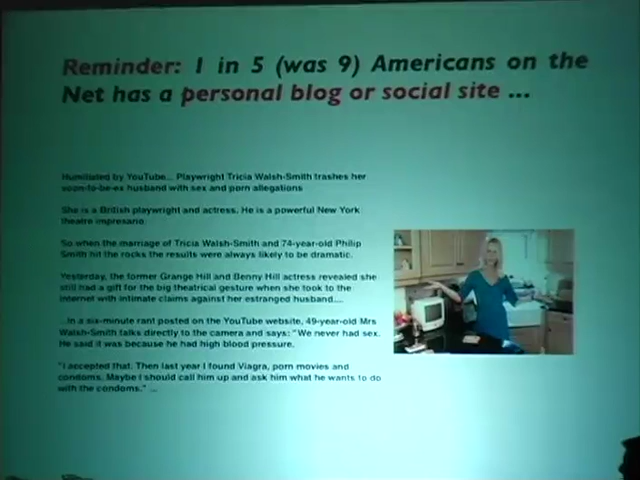 Reminder: 1 in 5 (was 9) Americans on the
Net has a personal blog or social site ...
Humiliated by YouTube... Playwright Tricia Walsh-Smith trashes her
soon-to-be-ex husband with sex and porn allegations
She is a British playwright and actress. He is a powerful New York
theatre impresario.
So when the marriage of Tricia Walsh-Smith and 74-year-old Philip
Smith hit the rocks the results were always likely to be dramatic.
Yesterday, the former Grange Hill and Benny Hill actress revealed she
still had a gift for the big theatrical gesture when she took to the
internet with intimate claims against her estranged husband....
...In a six-minute rant posted on the YouTube website, 49-year-old Mrs
Walsh-Smith talks directly to the camera and says: "We never had sex.
He said it was because he had high blood pressure.
"I accepted that. Then last year I found Viagra, porn movies and
condoms. Maybe I should call him up and ask him what he wants to do
with the condoms." ...